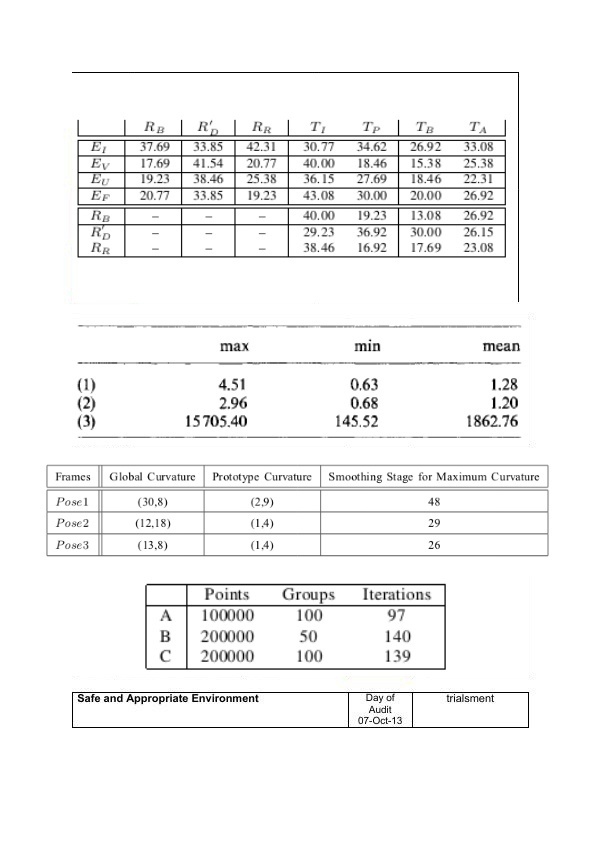 R_B R'_D R_R T_I T_P T_B T_A
E_I 37.69 33.85 42.31 30.77 34.62 26.92 33.08
E_V 17.69 41.54 20.77 40.00 18.46 15.38 25.38
E_U 19.23 38.46 25.38 36.15 27.69 18.46 22.31
E_F 20.77 33.85 19.23 43.08 30.00 20.00 26.92
R_B – – – 40.00 19.23 13.08 26.92
R'_D – – – 29.23 36.92 30.00 26.15
R_R – – – 38.46 16.92 17.69 23.08
max min mean
(1) 4.51 0.63 1.28
(2) 2.96 0.68 1.20
(3) 15705.40 145.52 1862.76
Frames Global Curvature Prototype Curvature Smoothing Stage for Maximum Curvature
Pose1 (30,8) (2,9) 48
Pose2 (12,18) (1,4) 29
Pose3 (13,8) (1,4) 26
Points Groups Iterations
A 100000 100 97
B 200000 50 140
C 200000 100 139
Safe and Appropriate Environment Day of trialsment
Audit
07-Oct-13